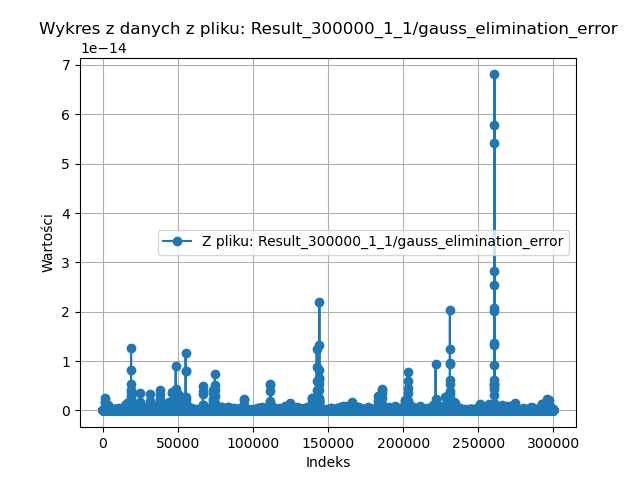 Wykres z danych z pliku: Result_300000_1_1/gauss_elimination_error
1e−14
7
6
5
4
3
2
1
0
Wartości
Z pliku: Result_300000_1_1/gauss_elimination_error
0 50000 100000 150000 200000 250000 300000
Indeks